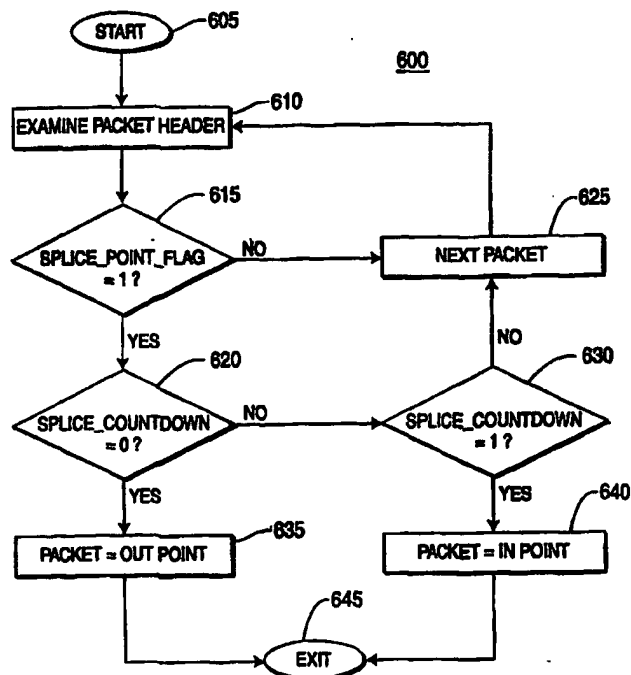 START
605
600
EXAMINE PACKET HEADER
610
615
SPLICE_POINT_FLAG
= 1 ?
NO
625
NEXT PACKET
YES
620
NO
630
SPLICE_COUNTDOWN
= 0 ?
NO
SPLICE_COUNTDOWN
= 1 ?
YES
635
YES
640
PACKET = OUT POINT
PACKET = IN POINT
645
EXIT